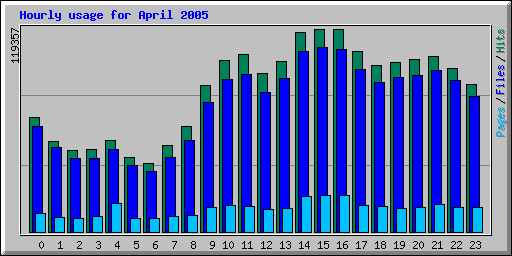 Hourly usage for April 2005
119357
Pages / Files / Hits
0 1 2 3 4 5 6 7 8 9 10 11 12 13 14 15 16 17 18 19 20 21 22 23